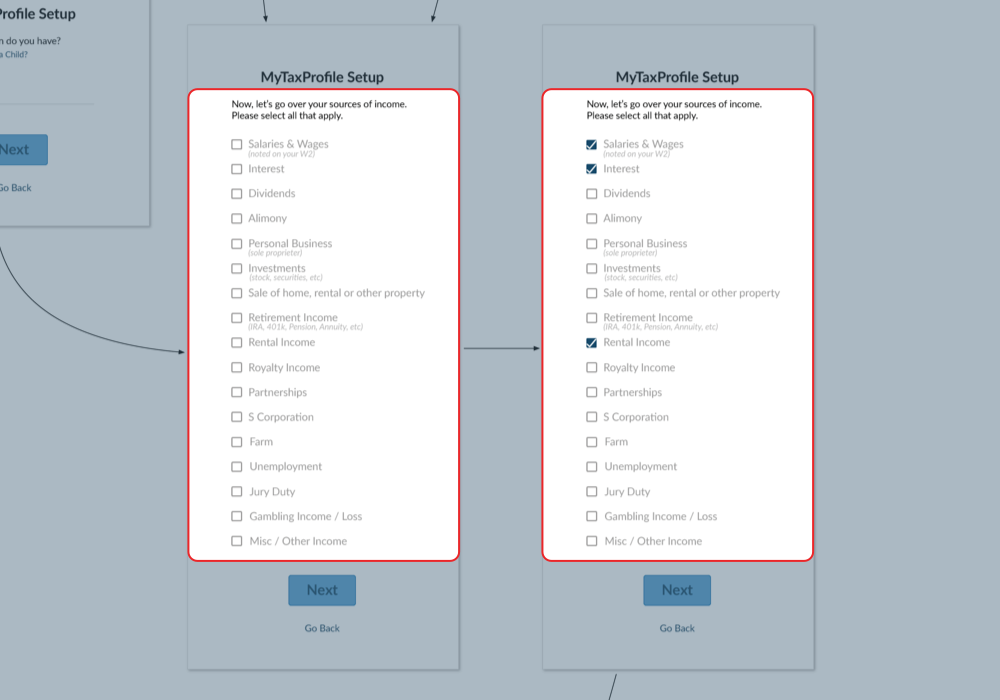 Profile Setup
do you have?
a Child?
Next
Go Back
MyTaxProfile Setup
Now, let's go over your sources of income.
Please select all that apply.
Salaries & Wages
(noted on your W2)
Interest
Dividends
Alimony
Personal Business
(sole proprieter)
Investments
(stock, securities, etc)
Sale of home, rental or other property
Retirement Income
(IRA, 401k, Pension, Annuity, etc)
Rental Income
Royalty Income
Partnerships
S Corporation
Farm
Unemployment
Jury Duty
Gambling Income / Loss
Misc / Other Income
Next
Go Back
MyTaxProfile Setup
Now, let's go over your sources of income.
Please select all that apply.
Salaries & Wages
(noted on your W2)
Interest
Dividends
Alimony
Personal Business
(sole proprieter)
Investments
(stock, securities, etc)
Sale of home, rental or other property
Retirement Income
(IRA, 401k, Pension, Annuity, etc)
Rental Income
Royalty Income
Partnerships
S Corporation
Farm
Unemployment
Jury Duty
Gambling Income / Loss
Misc / Other Income
Next
Go Back